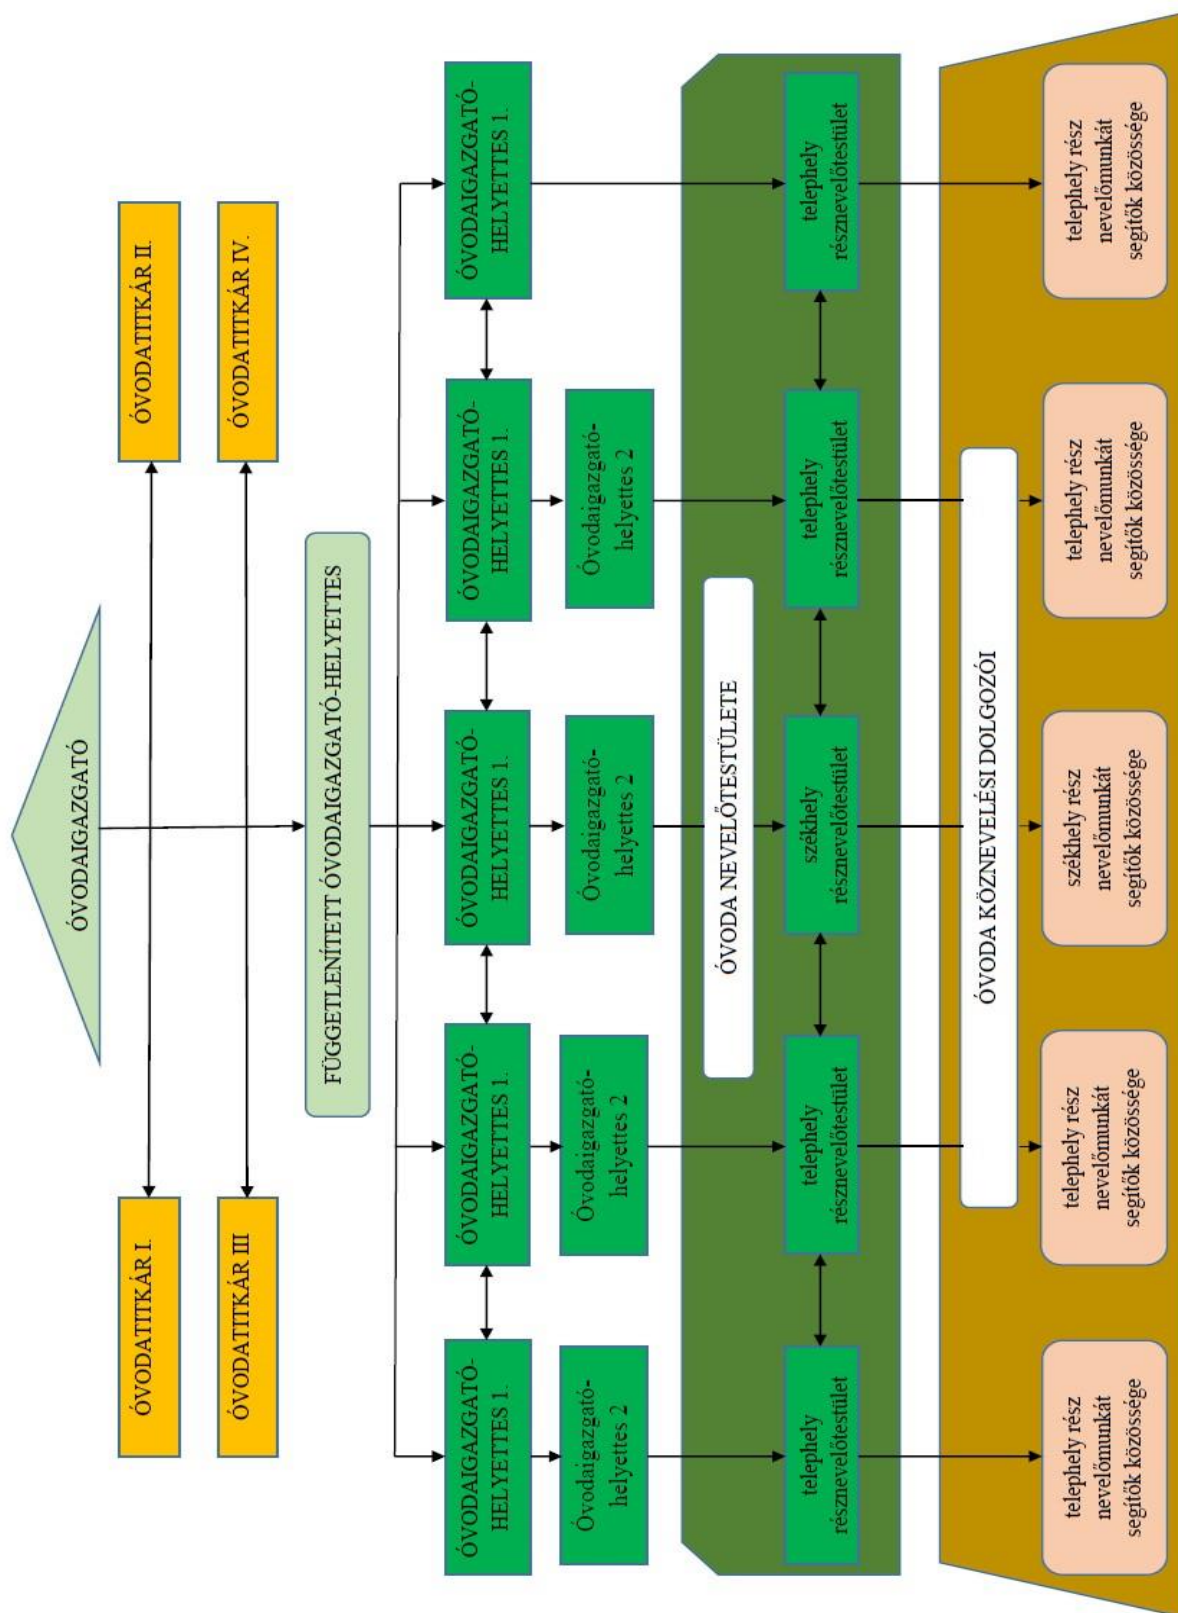 ÓVODAIGAZGATÓ
ÓVODATITKÁR I.
ÓVODATITKÁR II.
ÓVODATITKÁR III
ÓVODATITKÁR IV.
FÜGGETLENÍTETT ÓVODAIGAZGATÓ-HELYETTES
ÓVODAIGAZGATÓ-
HELYETTES 1.
ÓVODAIGAZGATÓ-
HELYETTES 1.
ÓVODAIGAZGATÓ-
HELYETTES 1.
ÓVODAIGAZGATÓ-
HELYETTES 1.
ÓVODAIGAZGATÓ-
HELYETTES 1.
Óvodaigazgató-
helyettes 2
Óvodaigazgató-
helyettes 2
Óvodaigazgató-
helyettes 2
Óvodaigazgató-
helyettes 2
ÓVODA NEVELŐTESTÜLETE
telephely
résznevelőtestület
telephely
résznevelőtestület
székhely
résznevelőtestület
telephely
résznevelőtestület
telephely
résznevelőtestület
ÓVODA KÖZNEVELÉSI DOLGOZÓI
telephely rész
nevelőmunkát
segítők közössége
telephely rész
nevelőmunkát
segítők közössége
székhely rész
nevelőmunkát
segítők közössége
telephely rész
nevelőmunkát
segítők közössége
telephely rész
nevelőmunkát
segítők közössége